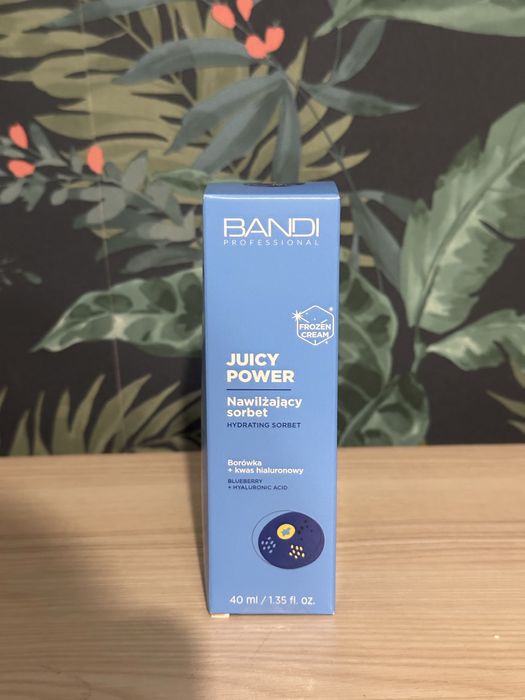 BANDI
PROFESSIONAL
FROZEN
CREAM
JUICY
POWER
Nawilżający
sorbet
HYDRATING SORBET
Borówka
+ kwas hialuronowy
BLUEBERRY
+ HYALURONIC ACID
40 ml / 1.35 fl. oz.